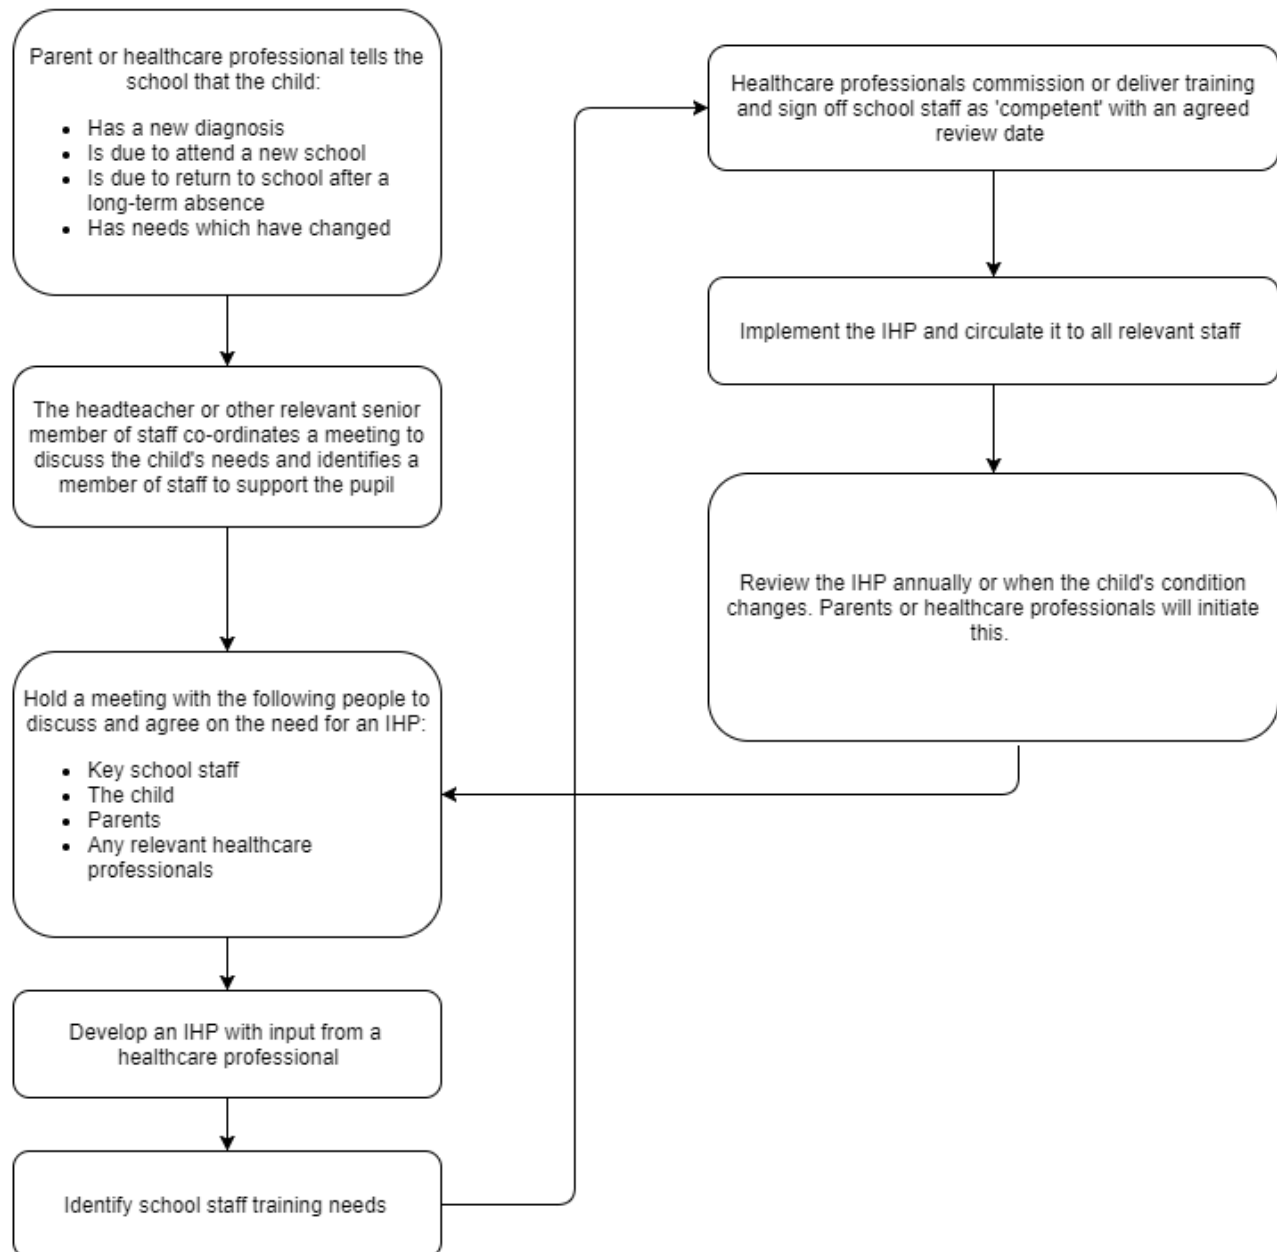 Parent or healthcare professional tells the
school that the child:
• Has a new diagnosis
• Is due to attend a new school
• Is due to return to school after a
long-term absence
• Has needs which have changed
The headteacher or other relevant senior
member of staff co-ordinates a meeting to
discuss the child's needs and identifies a
member of staff to support the pupil
Hold a meeting with the following people to
discuss and agree on the need for an IHP:
• Key school staff
• The child
• Parents
• Any relevant healthcare
professionals
Develop an IHP with input from a
healthcare professional
Identify school staff training needs
Healthcare professionals commission or deliver training
and sign off school staff as 'competent' with an agreed
review date
Implement the IHP and circulate it to all relevant staff
Review the IHP annually or when the child's condition
changes. Parents or healthcare professionals will initiate
this.